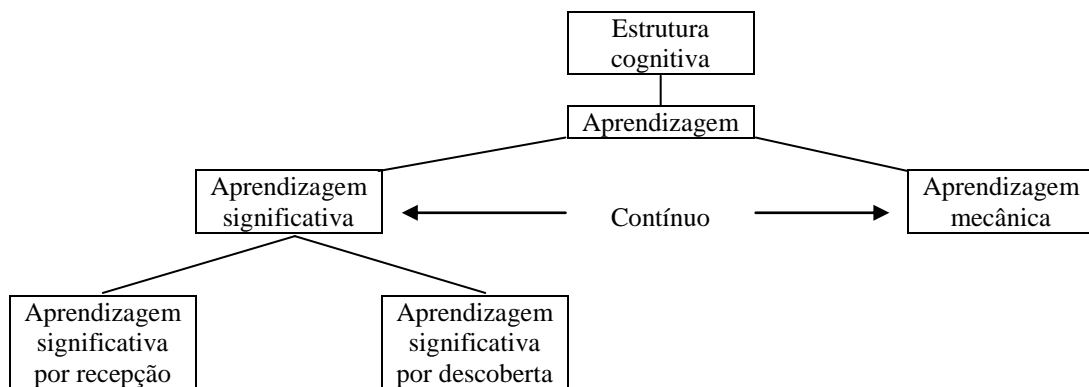 Estrutura
cognitiva
Aprendizagem
Aprendizagem
significativa
Contínuo
Aprendizagem
mecânica
Aprendizagem
significativa
por recepção
Aprendizagem
significativa
por descoberta